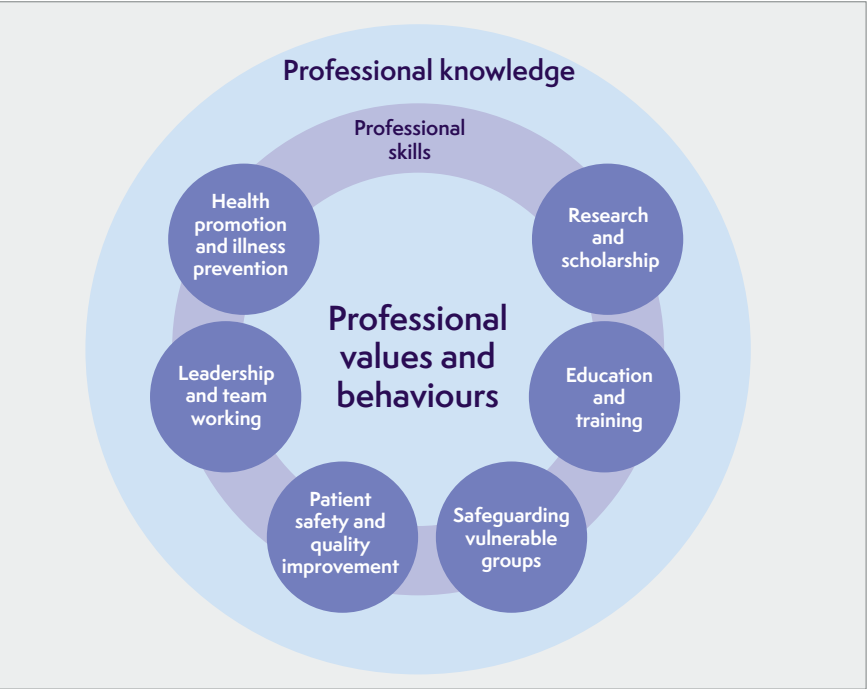 Professional knowledge
Professional
skills
Health
promotion
and illness
prevention
Research
and
scholarship
Professional
values and
behaviours
Leadership
and team
working
Education
and
training
Patient
safety and
quality
improvement
Safeguarding
vulnerable
groups